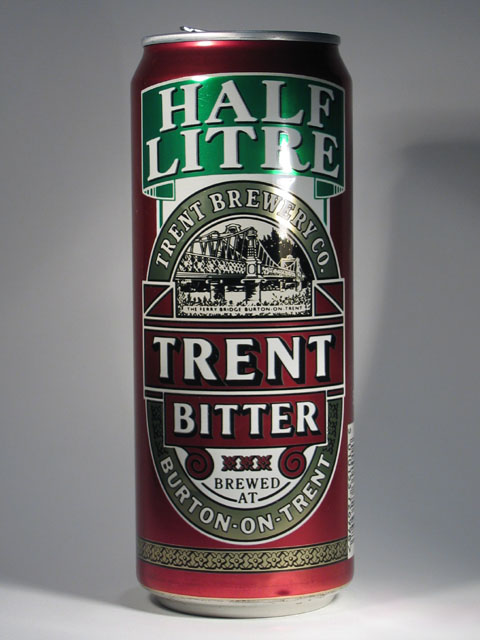 HALF
LITRE
TRENT BREWERY CO.
THE FERRY BRIDGE BURTON-ON-TRENT
TRENT
BITTER
BREWED
AT
BURTON-ON-TRENT